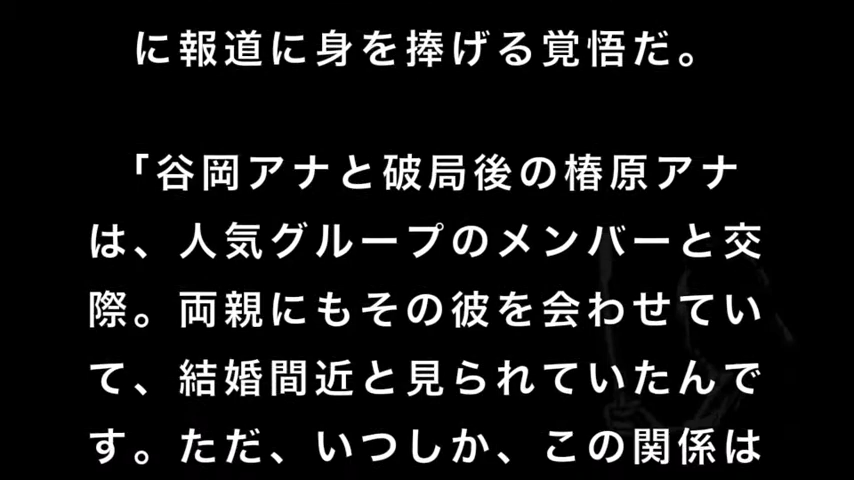 に報道に身を捧げる覚悟だ。
「谷岡アナと破局後の椿原アナ
は、人気グループのメンバーと交
際。両親にもその彼を会わせてい
て、結婚間近と見られていたんで
す。ただ、いつしか、この関係は